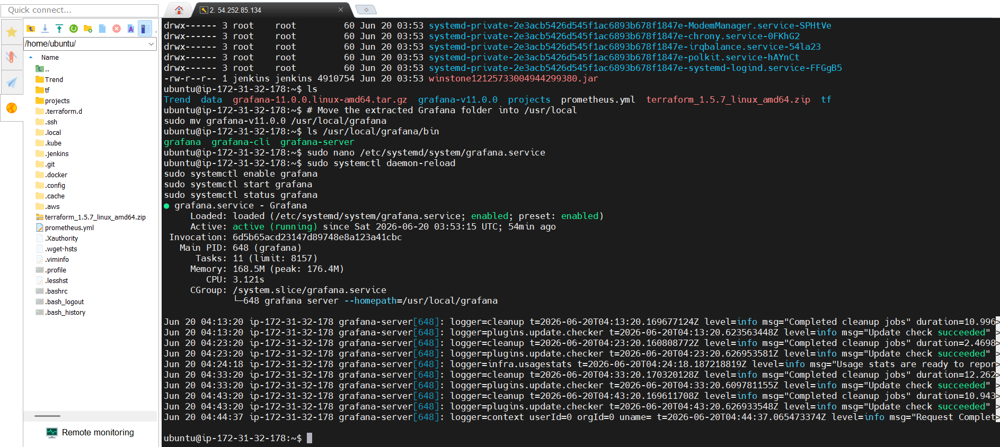 Quick connect...
2. 54.252.85.134
/home/ubuntu/
Name
..
Trend
tf
projects
.terraform.d
.ssh
.local
.kube
.jenkins
.git
.docker
.config
.cache
.aws
terraform_1.5.7_linux_amd64.zip
prometheus.yml
.Xauthority
.wget-hsts
.viminfo
.profile
.lesshst
.bashrc
.bash_logout
.bash_history
Remote monitoring
drwx------ 3 root    root         60 Jun 20 03:53 systemd-private-2e3acb5426d545f1ac6893b678f1847e-ModemManager.service-SPHtVe
drwx------ 3 root    root         60 Jun 20 03:53 systemd-private-2e3acb5426d545f1ac6893b678f1847e-chrony.service-0FKhG2
drwx------ 3 root    root         60 Jun 20 03:53 systemd-private-2e3acb5426d545f1ac6893b678f1847e-irqbalance.service-54la23
drwx------ 3 root    root         60 Jun 20 03:53 systemd-private-2e3acb5426d545f1ac6893b678f1847e-polkit.service-hAYnCt
drwx------ 3 root    root         60 Jun 20 03:53 systemd-private-2e3acb5426d545f1ac6893b678f1847e-systemd-logind.service-FFGgB5
-rw-r--r-- 1 jenkins jenkins 4910754 Jun 20 03:53 winstone12125733004944299380.jar
ubuntu@ip-172-31-32-178:~$ ls
Trend  data  grafana-11.0.0.linux-amd64.tar.gz  grafana-v11.0.0  projects  prometheus.yml  terraform_1.5.7_linux_amd64.zip  tf
ubuntu@ip-172-31-32-178:~$ # Move the extracted Grafana folder into /usr/local
sudo mv grafana-v11.0.0 /usr/local/grafana
ubuntu@ip-172-31-32-178:~$ ls /usr/local/grafana/bin
grafana  grafana-cli  grafana-server
ubuntu@ip-172-31-32-178:~$ sudo nano /etc/systemd/system/grafana.service
ubuntu@ip-172-31-32-178:~$ sudo systemctl daemon-reload
sudo systemctl enable grafana
sudo systemctl start grafana
sudo systemctl status grafana
● grafana.service - Grafana
     Loaded: loaded (/etc/systemd/system/grafana.service; enabled; preset: enabled)
     Active: active (running) since Sat 2026-06-20 03:53:15 UTC; 54min ago
 Invocation: 6d5b65acd23147d89748e8a123a41cbc
   Main PID: 648 (grafana)
      Tasks: 11 (limit: 8157)
     Memory: 168.5M (peak: 176.4M)
        CPU: 3.121s
     CGroup: /system.slice/grafana.service
             └─648 grafana server --homepath=/usr/local/grafana
Jun 20 04:13:20 ip-172-31-32-178 grafana-server[648]: logger=cleanup t=2026-06-20T04:13:20.169677124Z level=info msg="Completed cleanup jobs" duration=10.996>
Jun 20 04:13:20 ip-172-31-32-178 grafana-server[648]: logger=plugins.update.checker t=2026-06-20T04:13:20.623563448Z level=info msg="Update check succeeded" >
Jun 20 04:23:20 ip-172-31-32-178 grafana-server[648]: logger=cleanup t=2026-06-20T04:23:20.160808772Z level=info msg="Completed cleanup jobs" duration=2.4698>
Jun 20 04:23:20 ip-172-31-32-178 grafana-server[648]: logger=plugins.update.checker t=2026-06-20T04:23:20.626953581Z level=info msg="Update check succeeded" >
Jun 20 04:24:18 ip-172-31-32-178 grafana-server[648]: logger=infra.usagestats t=2026-06-20T04:24:18.187218819Z level=info msg="Usage stats are ready to repor>
Jun 20 04:33:20 ip-172-31-32-178 grafana-server[648]: logger=cleanup t=2026-06-20T04:33:20.170320128Z level=info msg="Completed cleanup jobs" duration=12.262>
Jun 20 04:33:20 ip-172-31-32-178 grafana-server[648]: logger=plugins.update.checker t=2026-06-20T04:33:20.609781155Z level=info msg="Update check succeeded" >
Jun 20 04:43:20 ip-172-31-32-178 grafana-server[648]: logger=cleanup t=2026-06-20T04:43:20.169611708Z level=info msg="Completed cleanup jobs" duration=10.943>
Jun 20 04:43:20 ip-172-31-32-178 grafana-server[648]: logger=plugins.update.checker t=2026-06-20T04:43:20.626933548Z level=info msg="Update check succeeded" >
Jun 20 04:44:37 ip-172-31-32-178 grafana-server[648]: logger=context userId=0 orgId=0 uname= t=2026-06-20T04:44:37.065473374Z level=info msg="Request Complet>
ubuntu@ip-172-31-32-178:~$